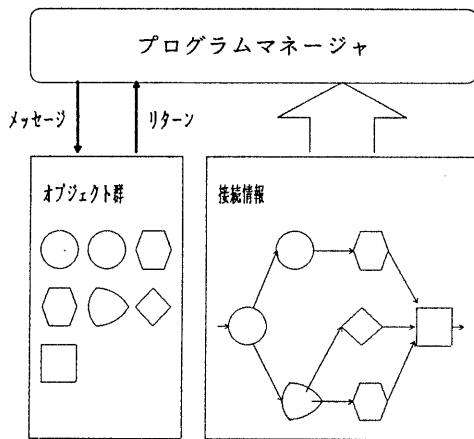 プログラムマネージャ
メッセージ
リターン
オブジェクト群
接続情報